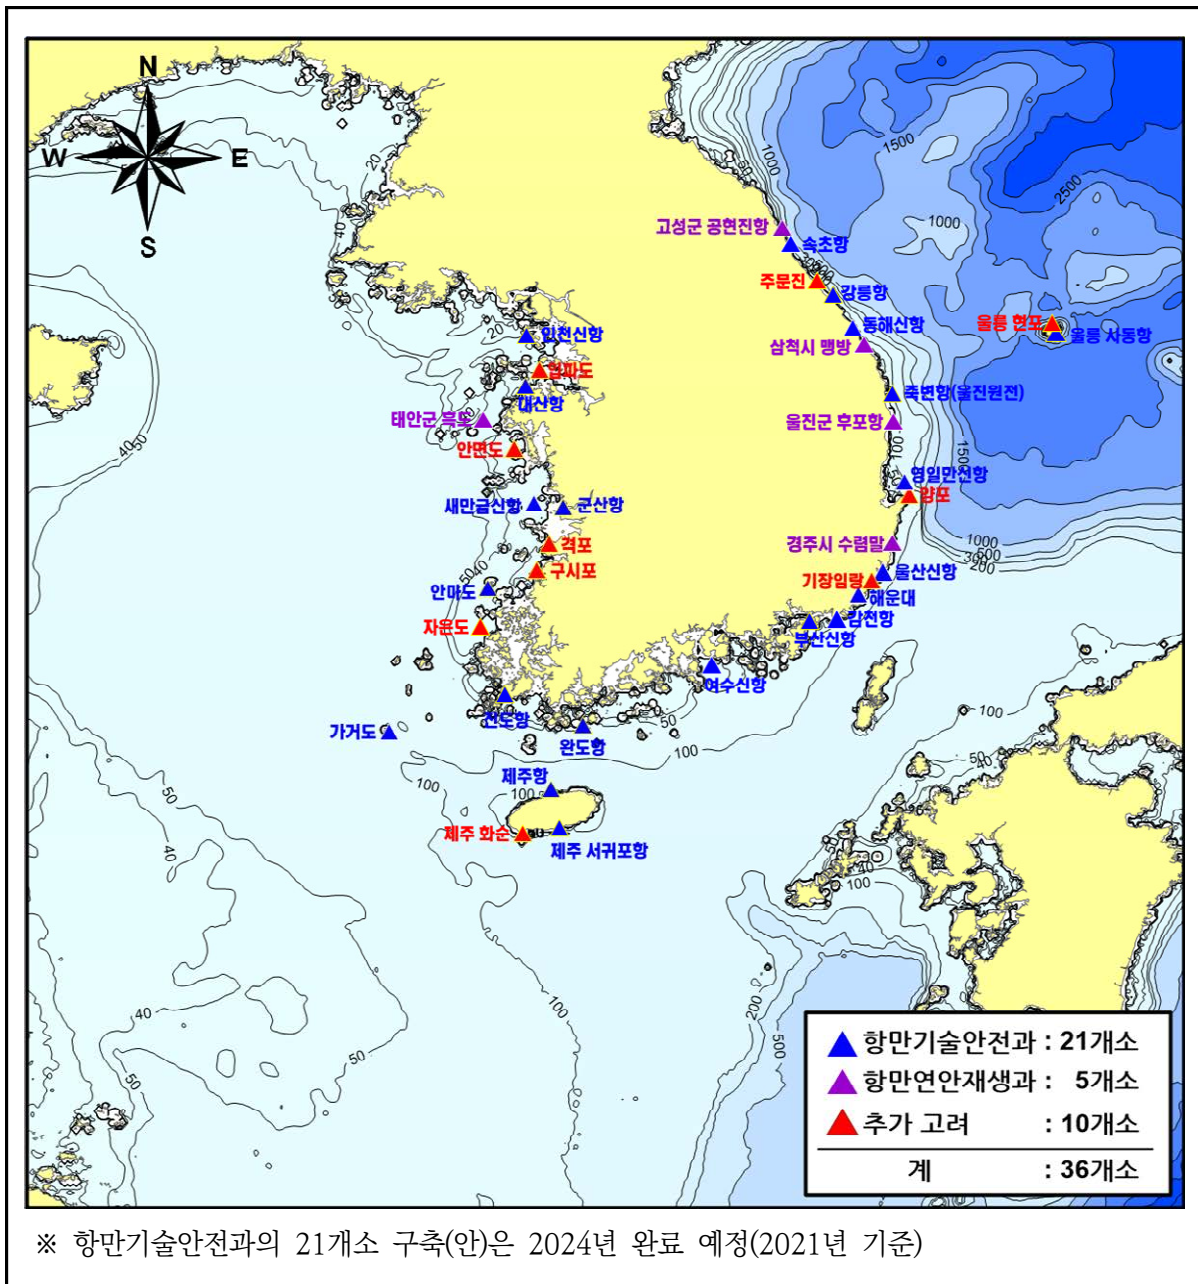 N
W E
S
고성군 공현진항
속초항
주문진
강릉항
동해신항
삼척시 맹방
울릉 현포
울릉 사동항
인천신항
입파도
대산항
태안군 흑도
안면도
죽변항(울진원전)
울진군 후포항
영일만신항
양포
새만금신항
군산항
격포
구시포
안마도
자은도
경주시 수렴말
울산신항
기장임랑
해운대
감천항
부산신항
여수신항
진도항
완도항
가거도
제주항
제주 화순
제주 서귀포항
20
40
20
50
40
50
40
50
1000
50
1500
1000
2500
100
1500
1000
500
300
200
50
100
100
50
40
100
100
100
50
40
40
50
50
40
100
200
500
40
100
항만기술안전과 : 21개소
항만연안재생과 : 5개소
추가 고려 : 10개소
계 : 36개소
※ 항만기술안전과의 21개소 구축(안)은 2024년 완료 예정(2021년 기준)